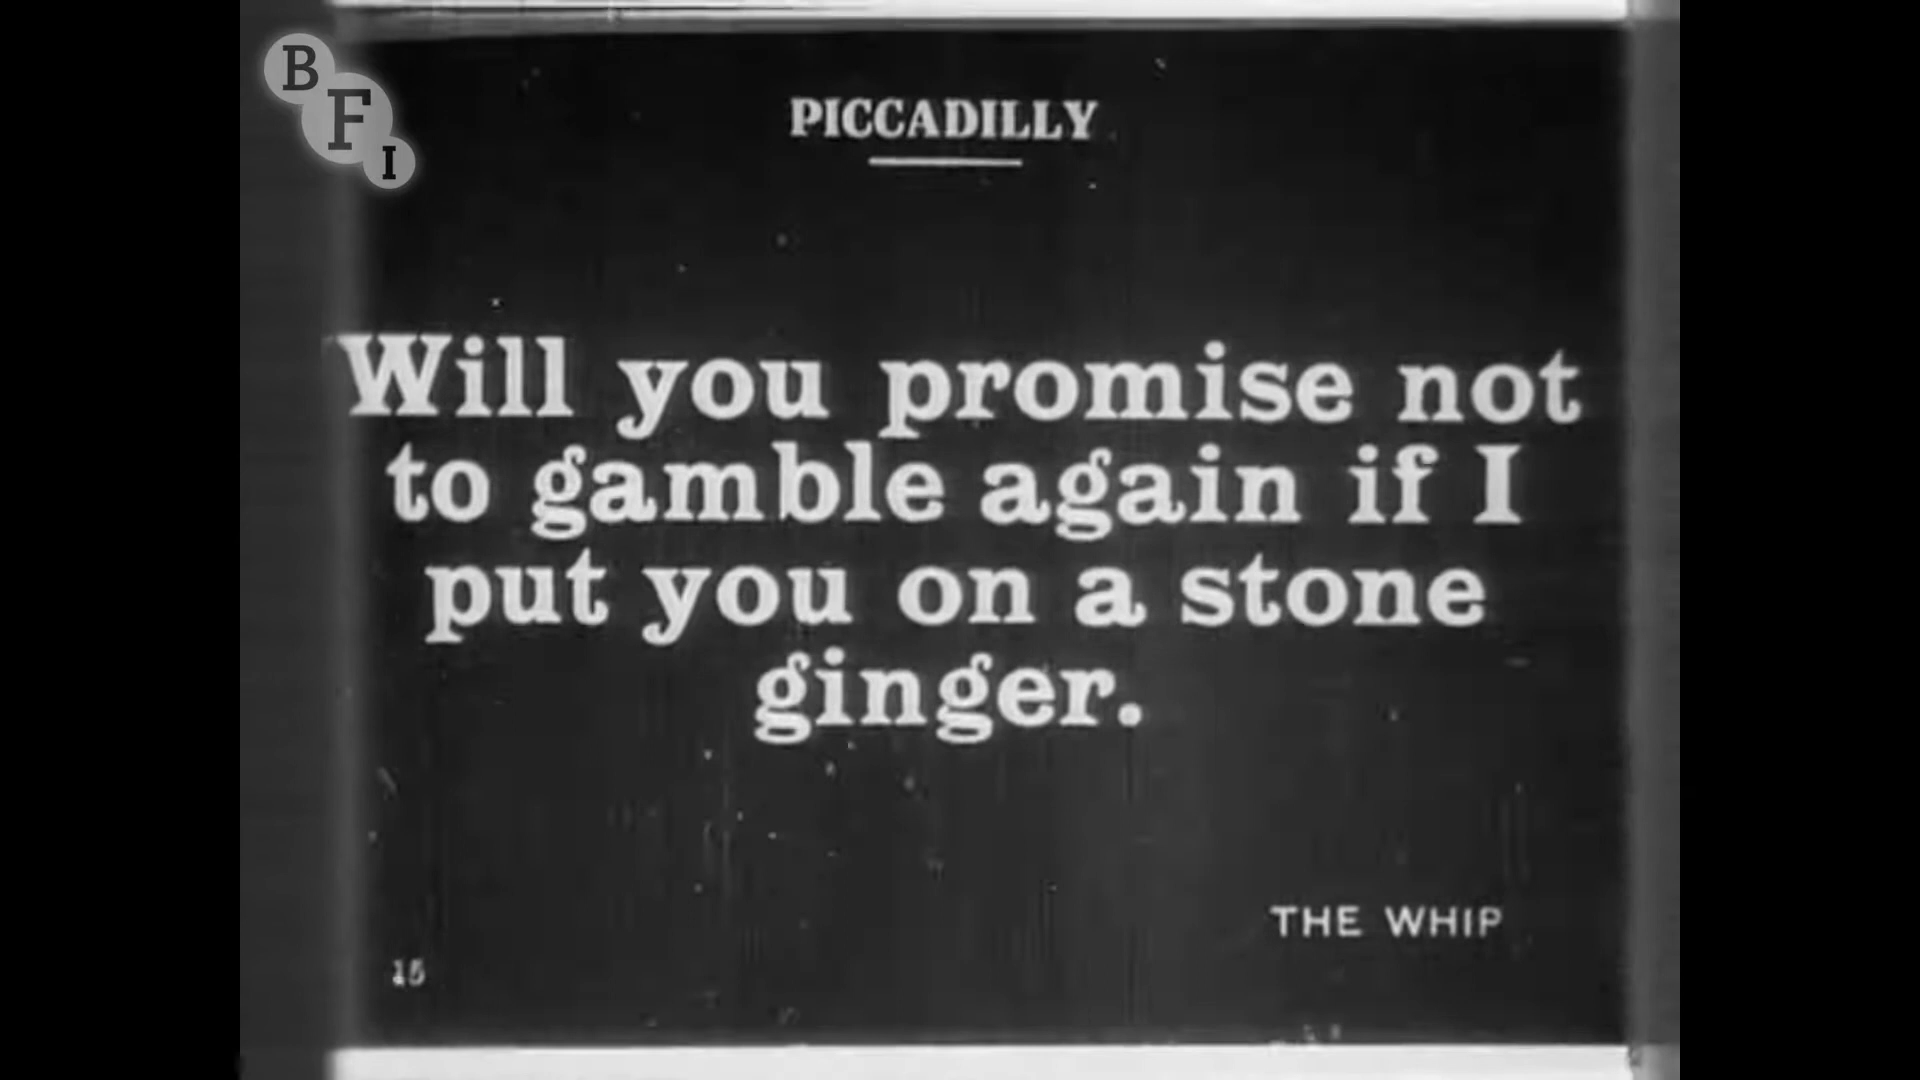 BFI
PICCADILLY
Will you promise not
to gamble again if I
put you on a stone
ginger.
THE WHIP
15